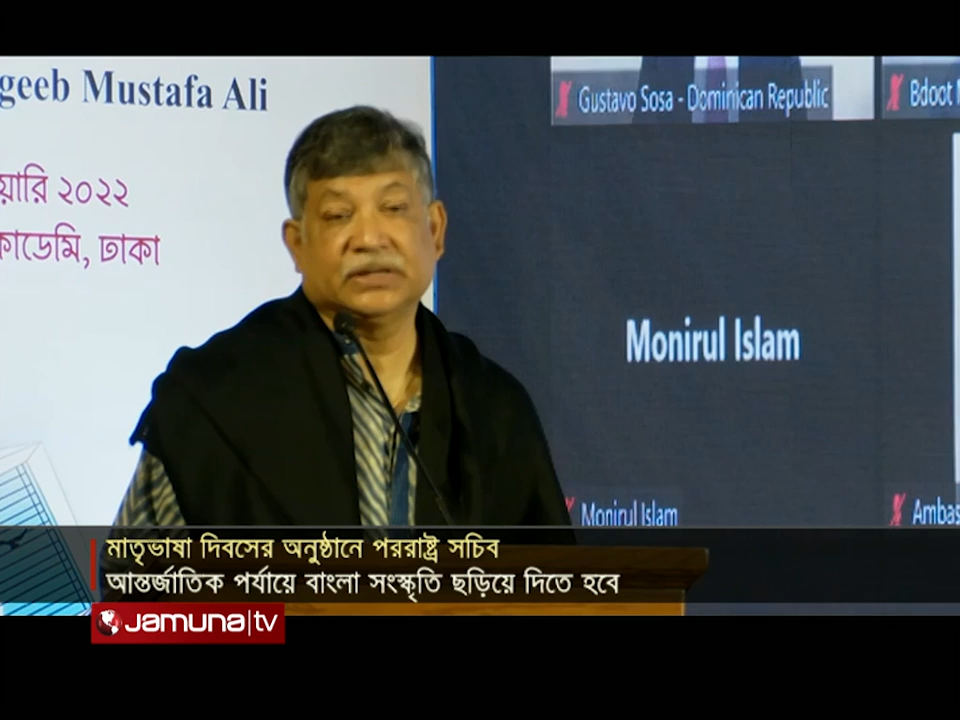 geeb Mustafa Ali
য়ারি ২০২২
কাডেমি, ঢাকা
Gustavo Sosa - Dominican Republic
Bdoot
Monirul Islam
Monirul Islam
Ambas
মাতৃভাষা দিবসের অনুষ্ঠানে পররাষ্ট্র সচিব
আন্তর্জাতিক পর্যায়ে বাংলা সংস্কৃতি ছড়িয়ে দিতে হবে
Jamuna|tv